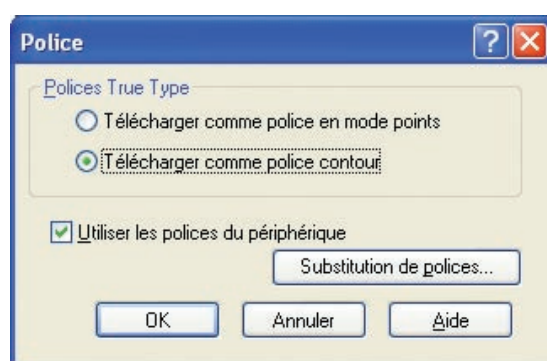 Police
Polices True Type
Télécharger comme police en mode points
Télécharger comme police contour
Utiliser les polices du périphérique
Substitution de polices...
OK Annuler Aide